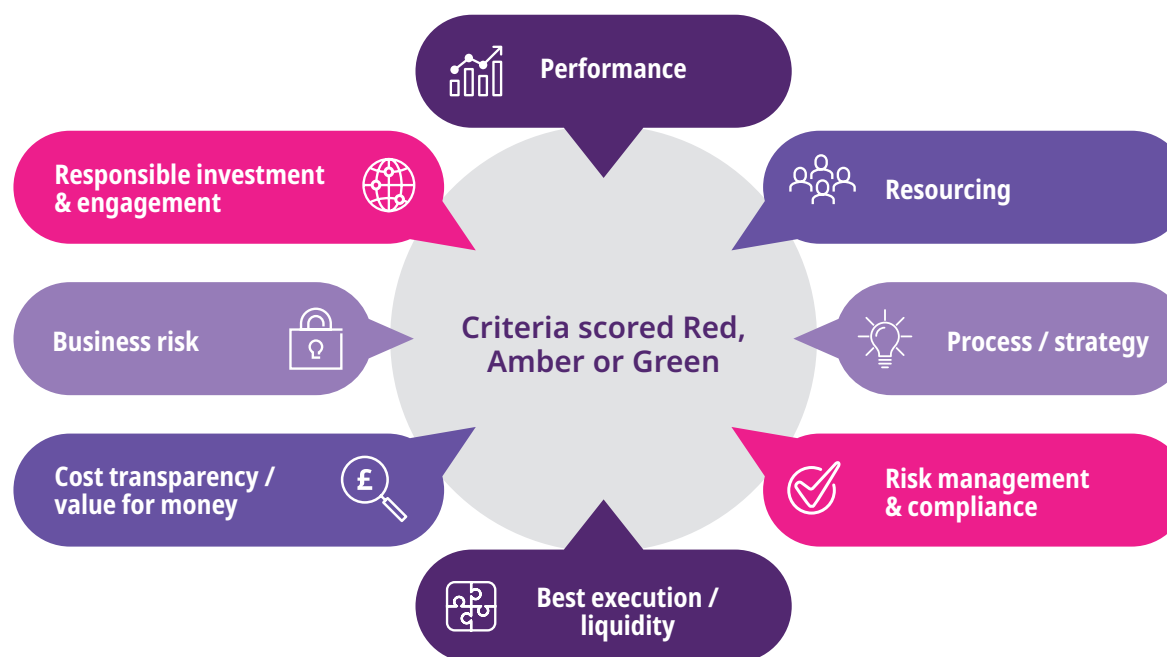 Performance
Responsible investment
& engagement
Resourcing
Business risk
Criteria scored Red,
Amber or Green
Process / strategy
Cost transparency /
value for money
£
Risk management
& compliance
Best execution /
liquidity